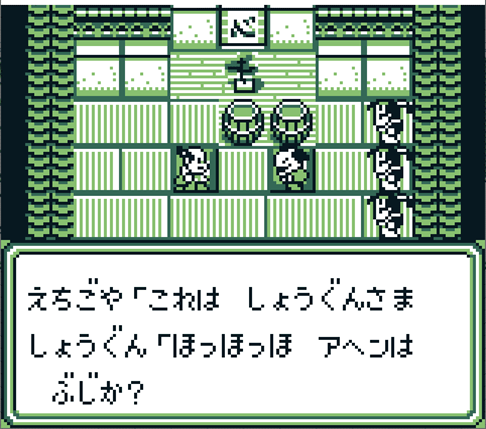 心
えちごや「これは　しょうぐんさま
しょうぐん「ほっほっほ　アヘンは
　ぶじか?